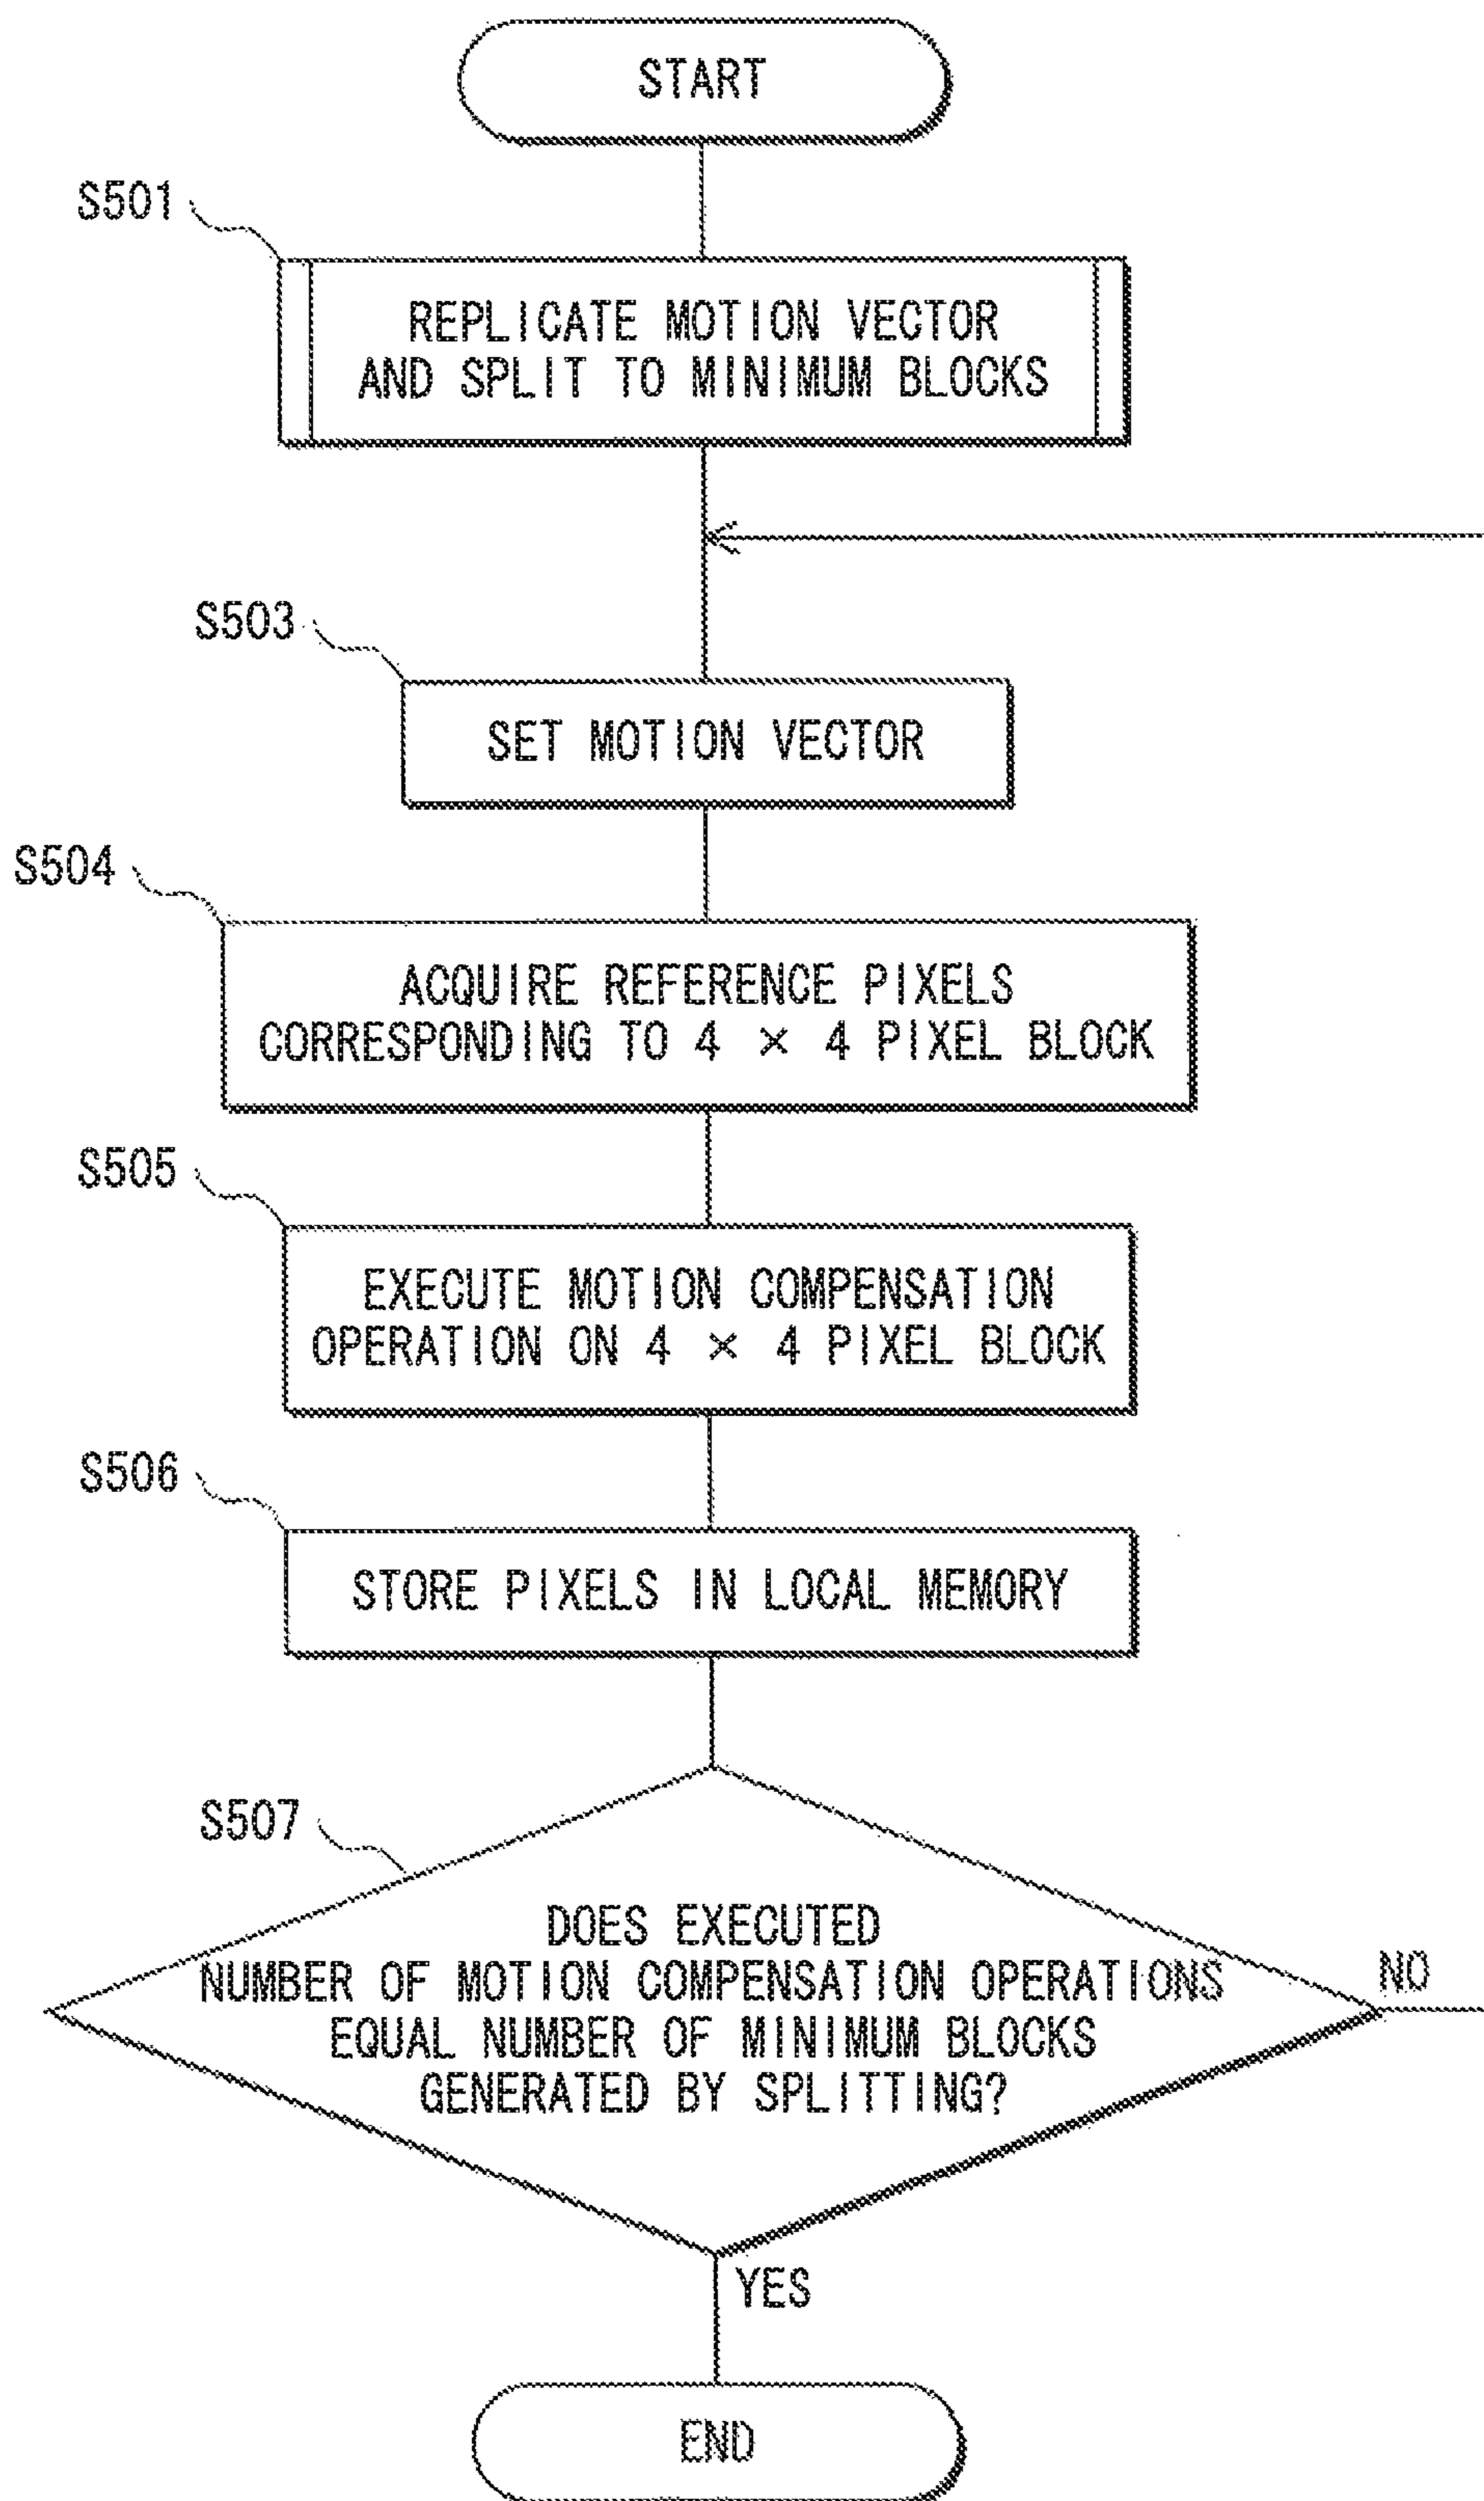 START
S501
REPLICATE MOTION VECTOR
AND SPLIT TO MINIMUM BLOCKS
S503
SET MOTION VECTOR
S504
ACQUIRE REFERENCE PIXELS
CORRESPONDING TO 4 × 4 PIXEL BLOCK
S505
EXECUTE MOTION COMPENSATION
OPERATION ON 4 × 4 PIXEL BLOCK
S506
STORE PIXELS IN LOCAL MEMORY
S507
DOES EXECUTED
NUMBER OF MOTION COMPENSATION OPERATIONS
EQUAL NUMBER OF MINIMUM BLOCKS
GENERATED BY SPLITTING?
NO
YES
END